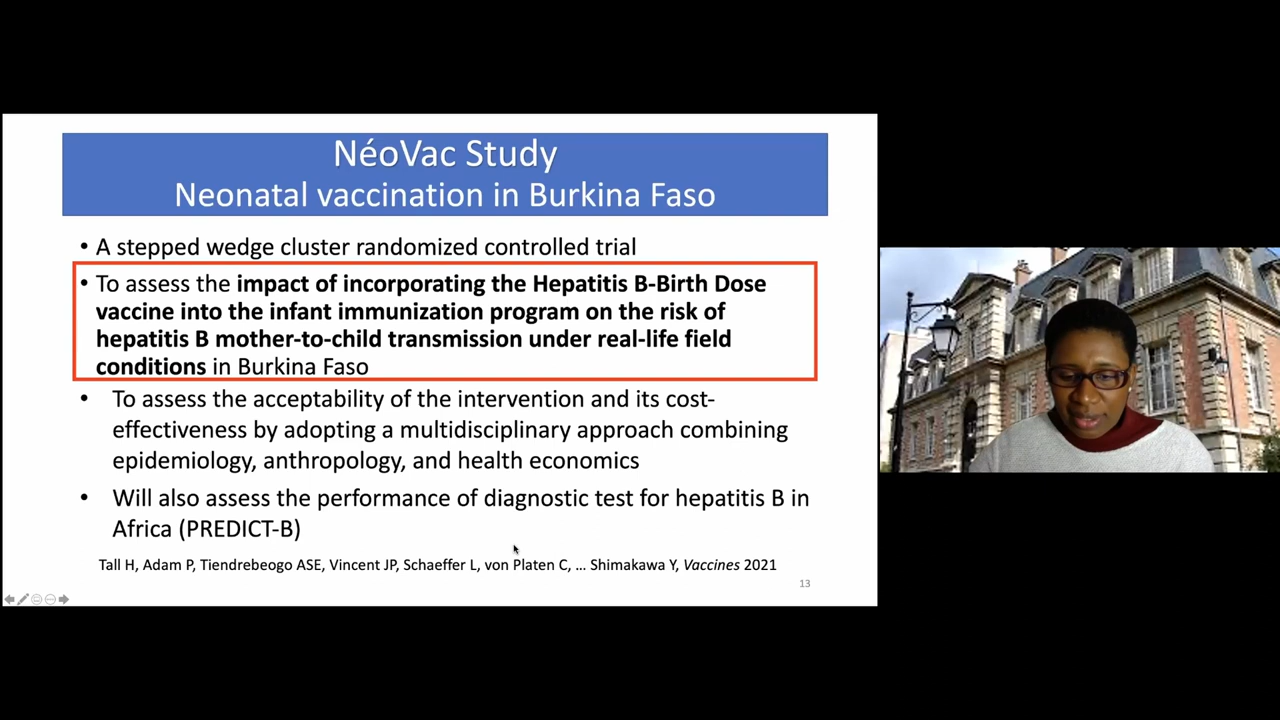 NéoVac Study
Neonatal vaccination in Burkina Faso
• A stepped wedge cluster randomized controlled trial
• To assess the impact of incorporating the Hepatitis B-Birth Dose
vaccine into the infant immunization program on the risk of
hepatitis B mother-to-child transmission under real-life field
conditions in Burkina Faso
• To assess the acceptability of the intervention and its cost-
effectiveness by adopting a multidisciplinary approach combining
epidemiology, anthropology, and health economics
• Will also assess the performance of diagnostic test for hepatitis B in
Africa (PREDICT-B)
Tall H, Adam P, Tiendrebeogo ASE, Vincent JP, Schaeffer L, von Platen C, … Shimakawa Y, Vaccines 2021
13